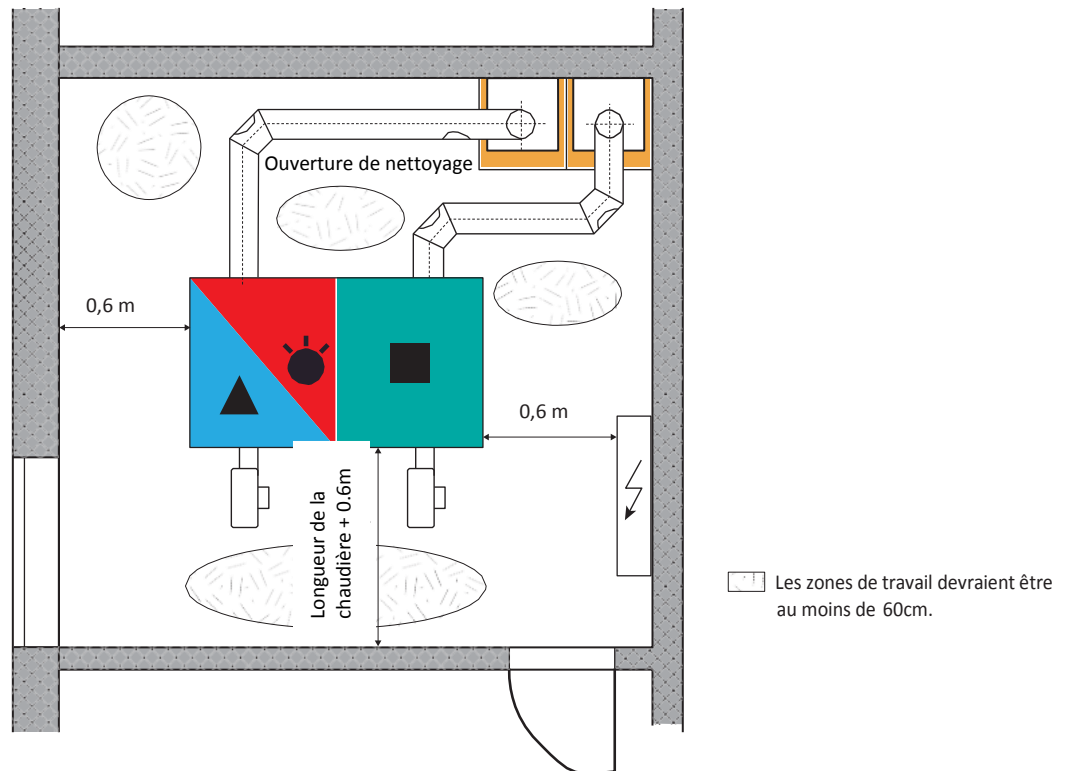 Ouverture de nettoyage
0,6 m
0,6 m
Longueur de la
chaudière + 0.6m
Les zones de travail devraient être
au moins de 60cm.